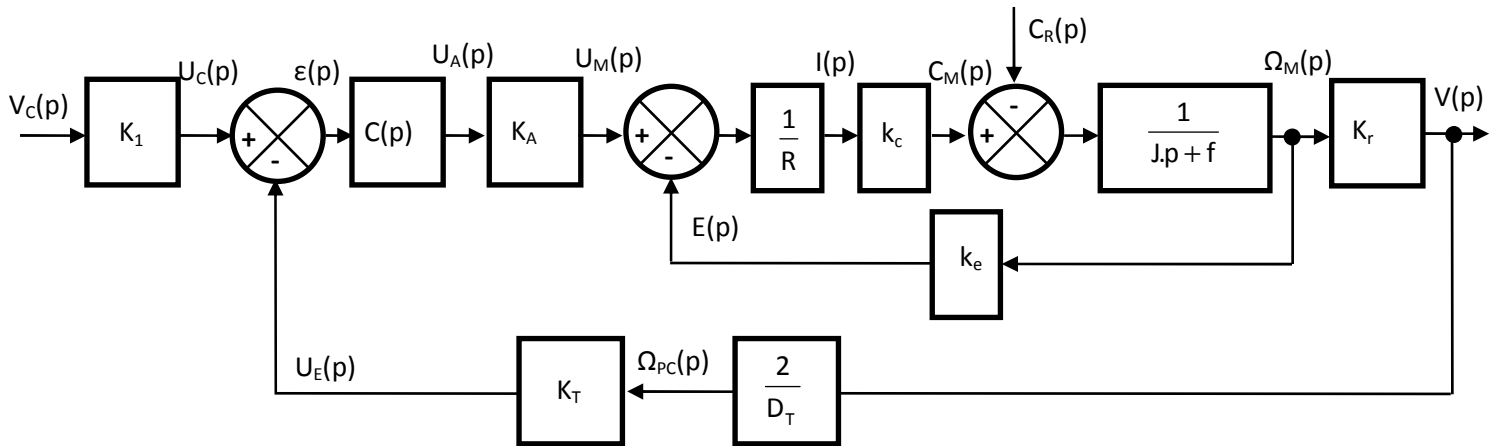 C_R(p)
V_C(p)
K_1
U_C(p)
+
-
ε(p)
C(p)
U_A(p)
K_A
U_M(p)
+
-
1
R
I(p)
k_c
C_M(p)
+
-
1
J.p + f
Ω_M(p)
K_r
V(p)
E(p)
k_e
U_E(p)
K_T
Ω_PC(p)
2
D_T